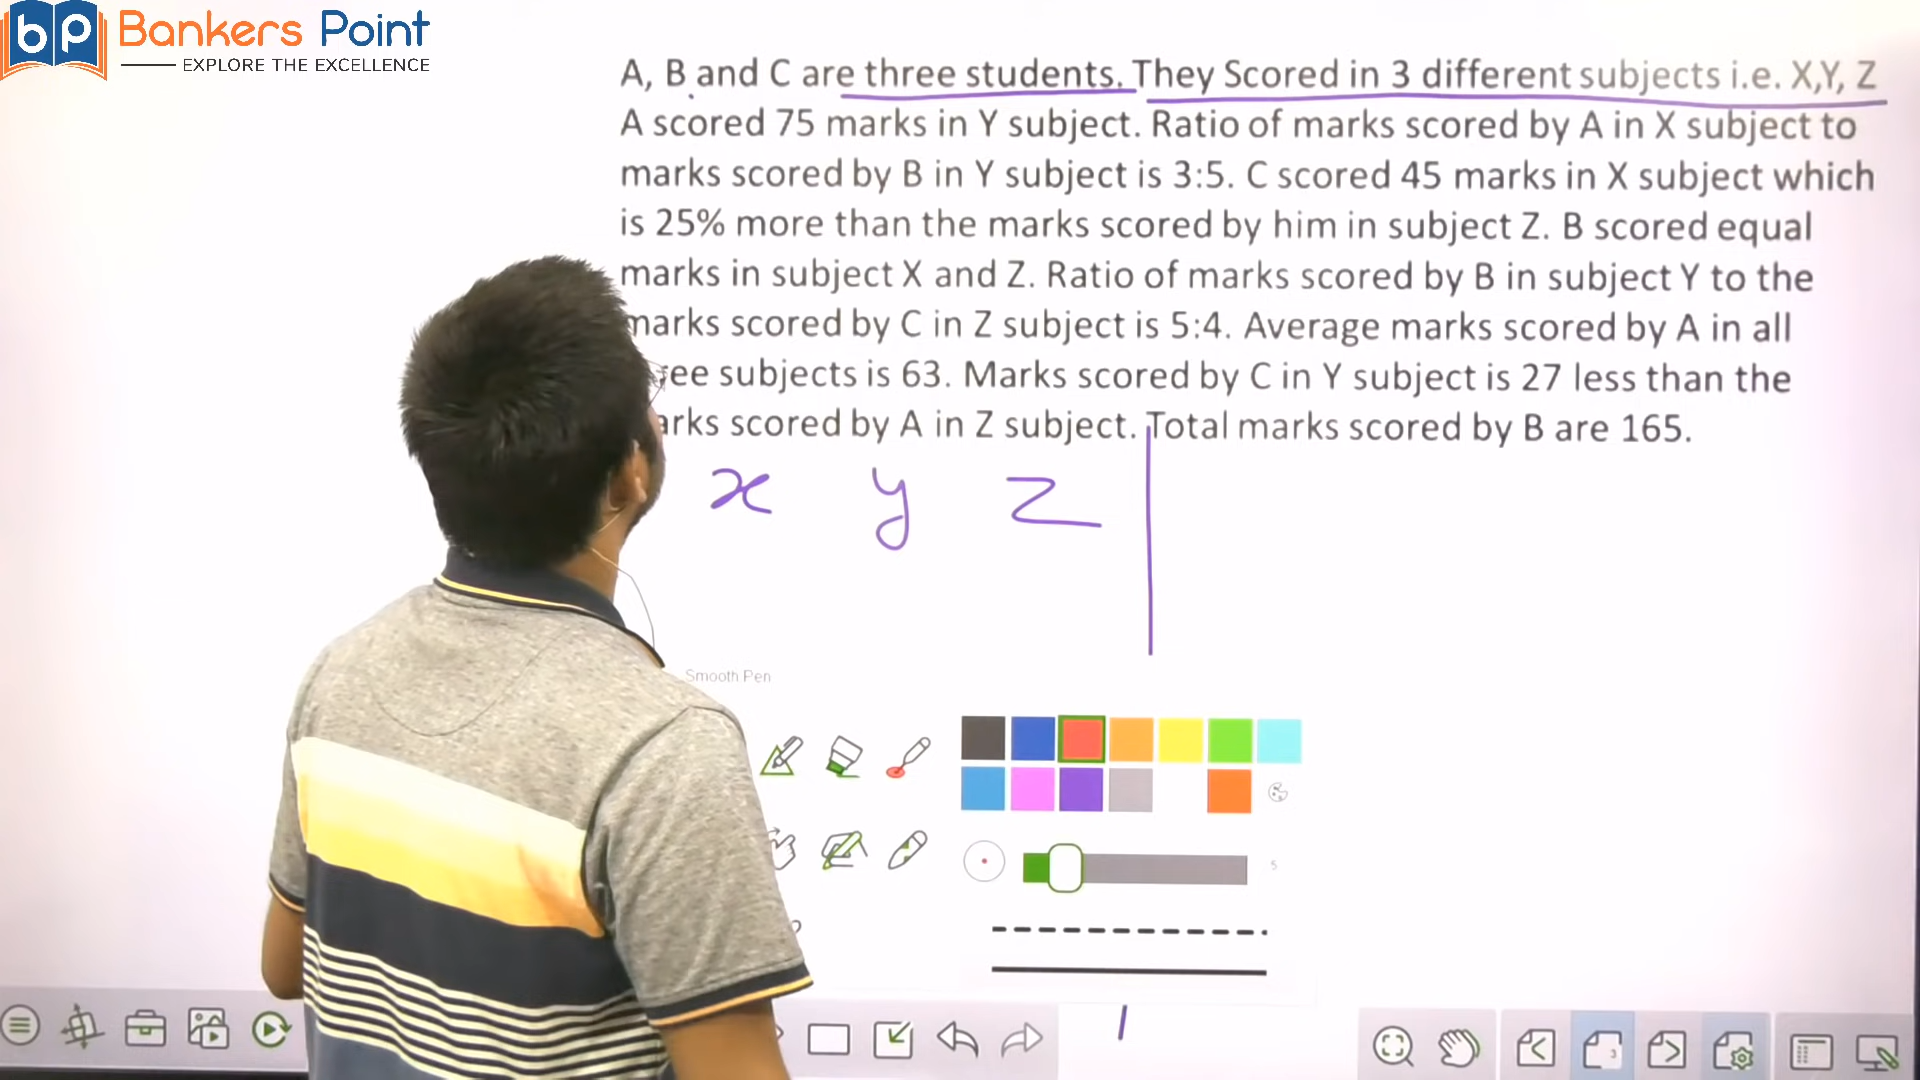 bp Bankers Point
EXPLORE THE EXCELLENCE
A, B and C are three students. They Scored in 3 different subjects i.e. X,Y, Z
A scored 75 marks in Y subject. Ratio of marks scored by A in X subject to
marks scored by B in Y subject is 3:5. C scored 45 marks in X subject which
is 25% more than the marks scored by him in subject Z. B scored equal
marks in subject X and Z. Ratio of marks scored by B in subject Y to the
marks scored by C in Z subject is 5:4. Average marks scored by A in all
ree subjects is 63. Marks scored by C in Y subject is 27 less than the
arks scored by A in Z subject. Total marks scored by B are 165.
x y z
Smooth Pen
5
3